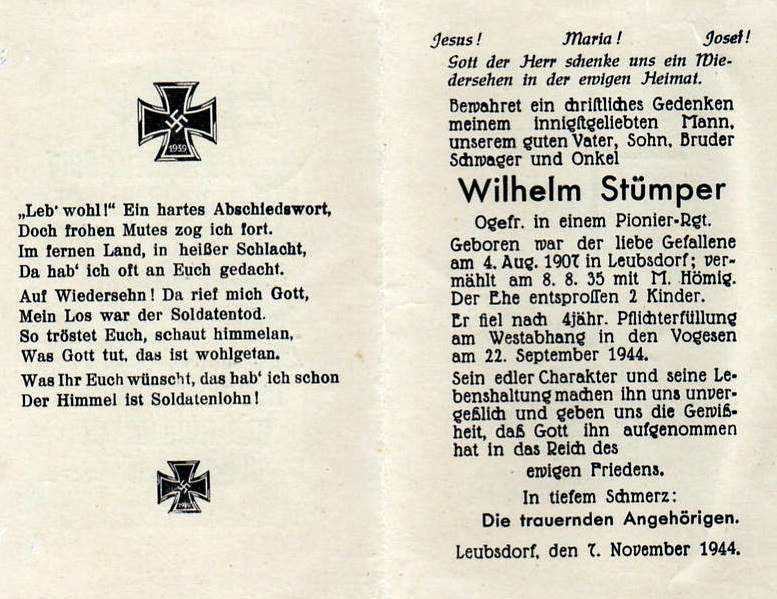 1939
„Leb' wohl!" Ein hartes Abschiedswort,
Doch frohen Mutes zog ich fort.
Im fernen Land, in heißer Schlacht,
Da hab' ich oft an Euch gedacht.
Auf Wiedersehn! Da rief mich Gott,
Mein Los war der Soldatentod.
So tröstet Euch, schaut himmelan,
Was Gott tut, das ist wohlgetan.
Was Ihr Euch wünscht, das hab' ich schon
Der Himmel ist Soldatenlohn!
Jesus! Maria! Josef!
Gott der Herr schenke uns ein Wie-
dersehen in der ewigen Heimat.
Bewahret ein christliches Gedenken
meinem innigstgeliebten Mann,
unserem guten Vater, Sohn, Bruder
Schwager und Onkel
Wilhelm Stümper
Ogefr. in einem Pionier-Rgt.
Geboren war der liebe Gefallene
am 4. Aug. 1907 in Leubsdorf; ver-
mählt am 8. 8. 35 mit M. Hömig.
Der Ehe entsprossen 2 Kinder.
Er fiel nach 4jähr. Pflichterfüllung
am Westabhang in den Vogesen
am 22. September 1944.
Sein edler Charakter und seine Le-
benshaltung machen ihn uns unver-
geßlich und geben uns die Gewiß-
heit, daß Gott ihn aufgenommen
hat in das Reich des
ewigen Friedens.
In tiefem Schmerz:
Die trauernden Angehörigen.
Leubsdorf, den 7. November 1944.